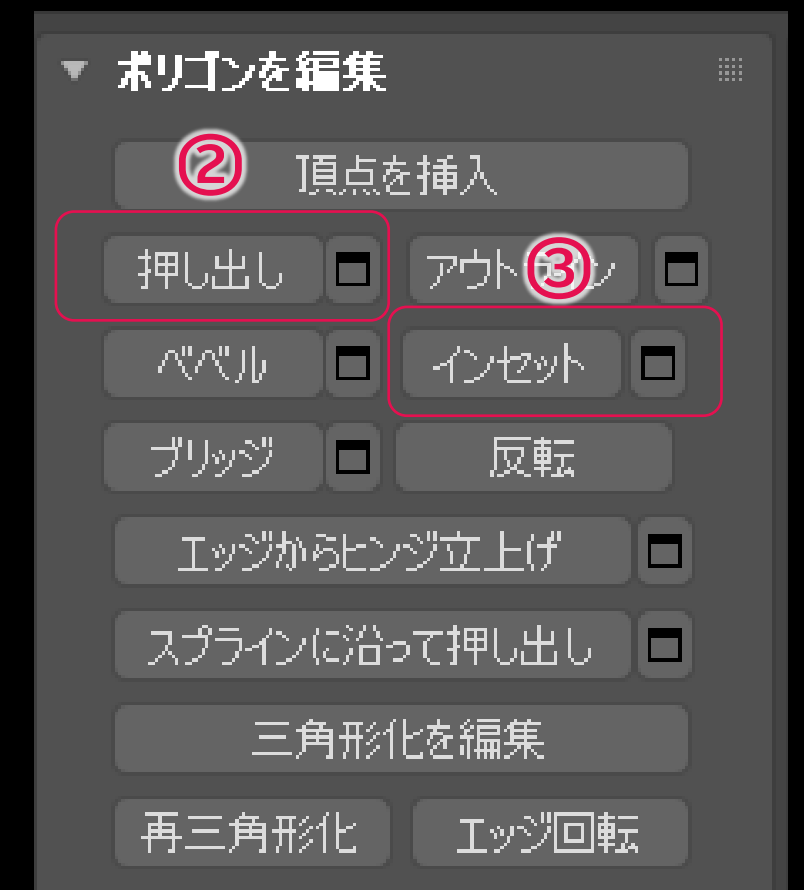 ポリゴンを編集
② 頂点を挿入
押し出し アウトライン
③
ベベル インセット
ブリッジ 反転
エッジからヒンジ立上げ
スプラインに沿って押し出し
三角形化を編集
再三角形化 エッジ回転